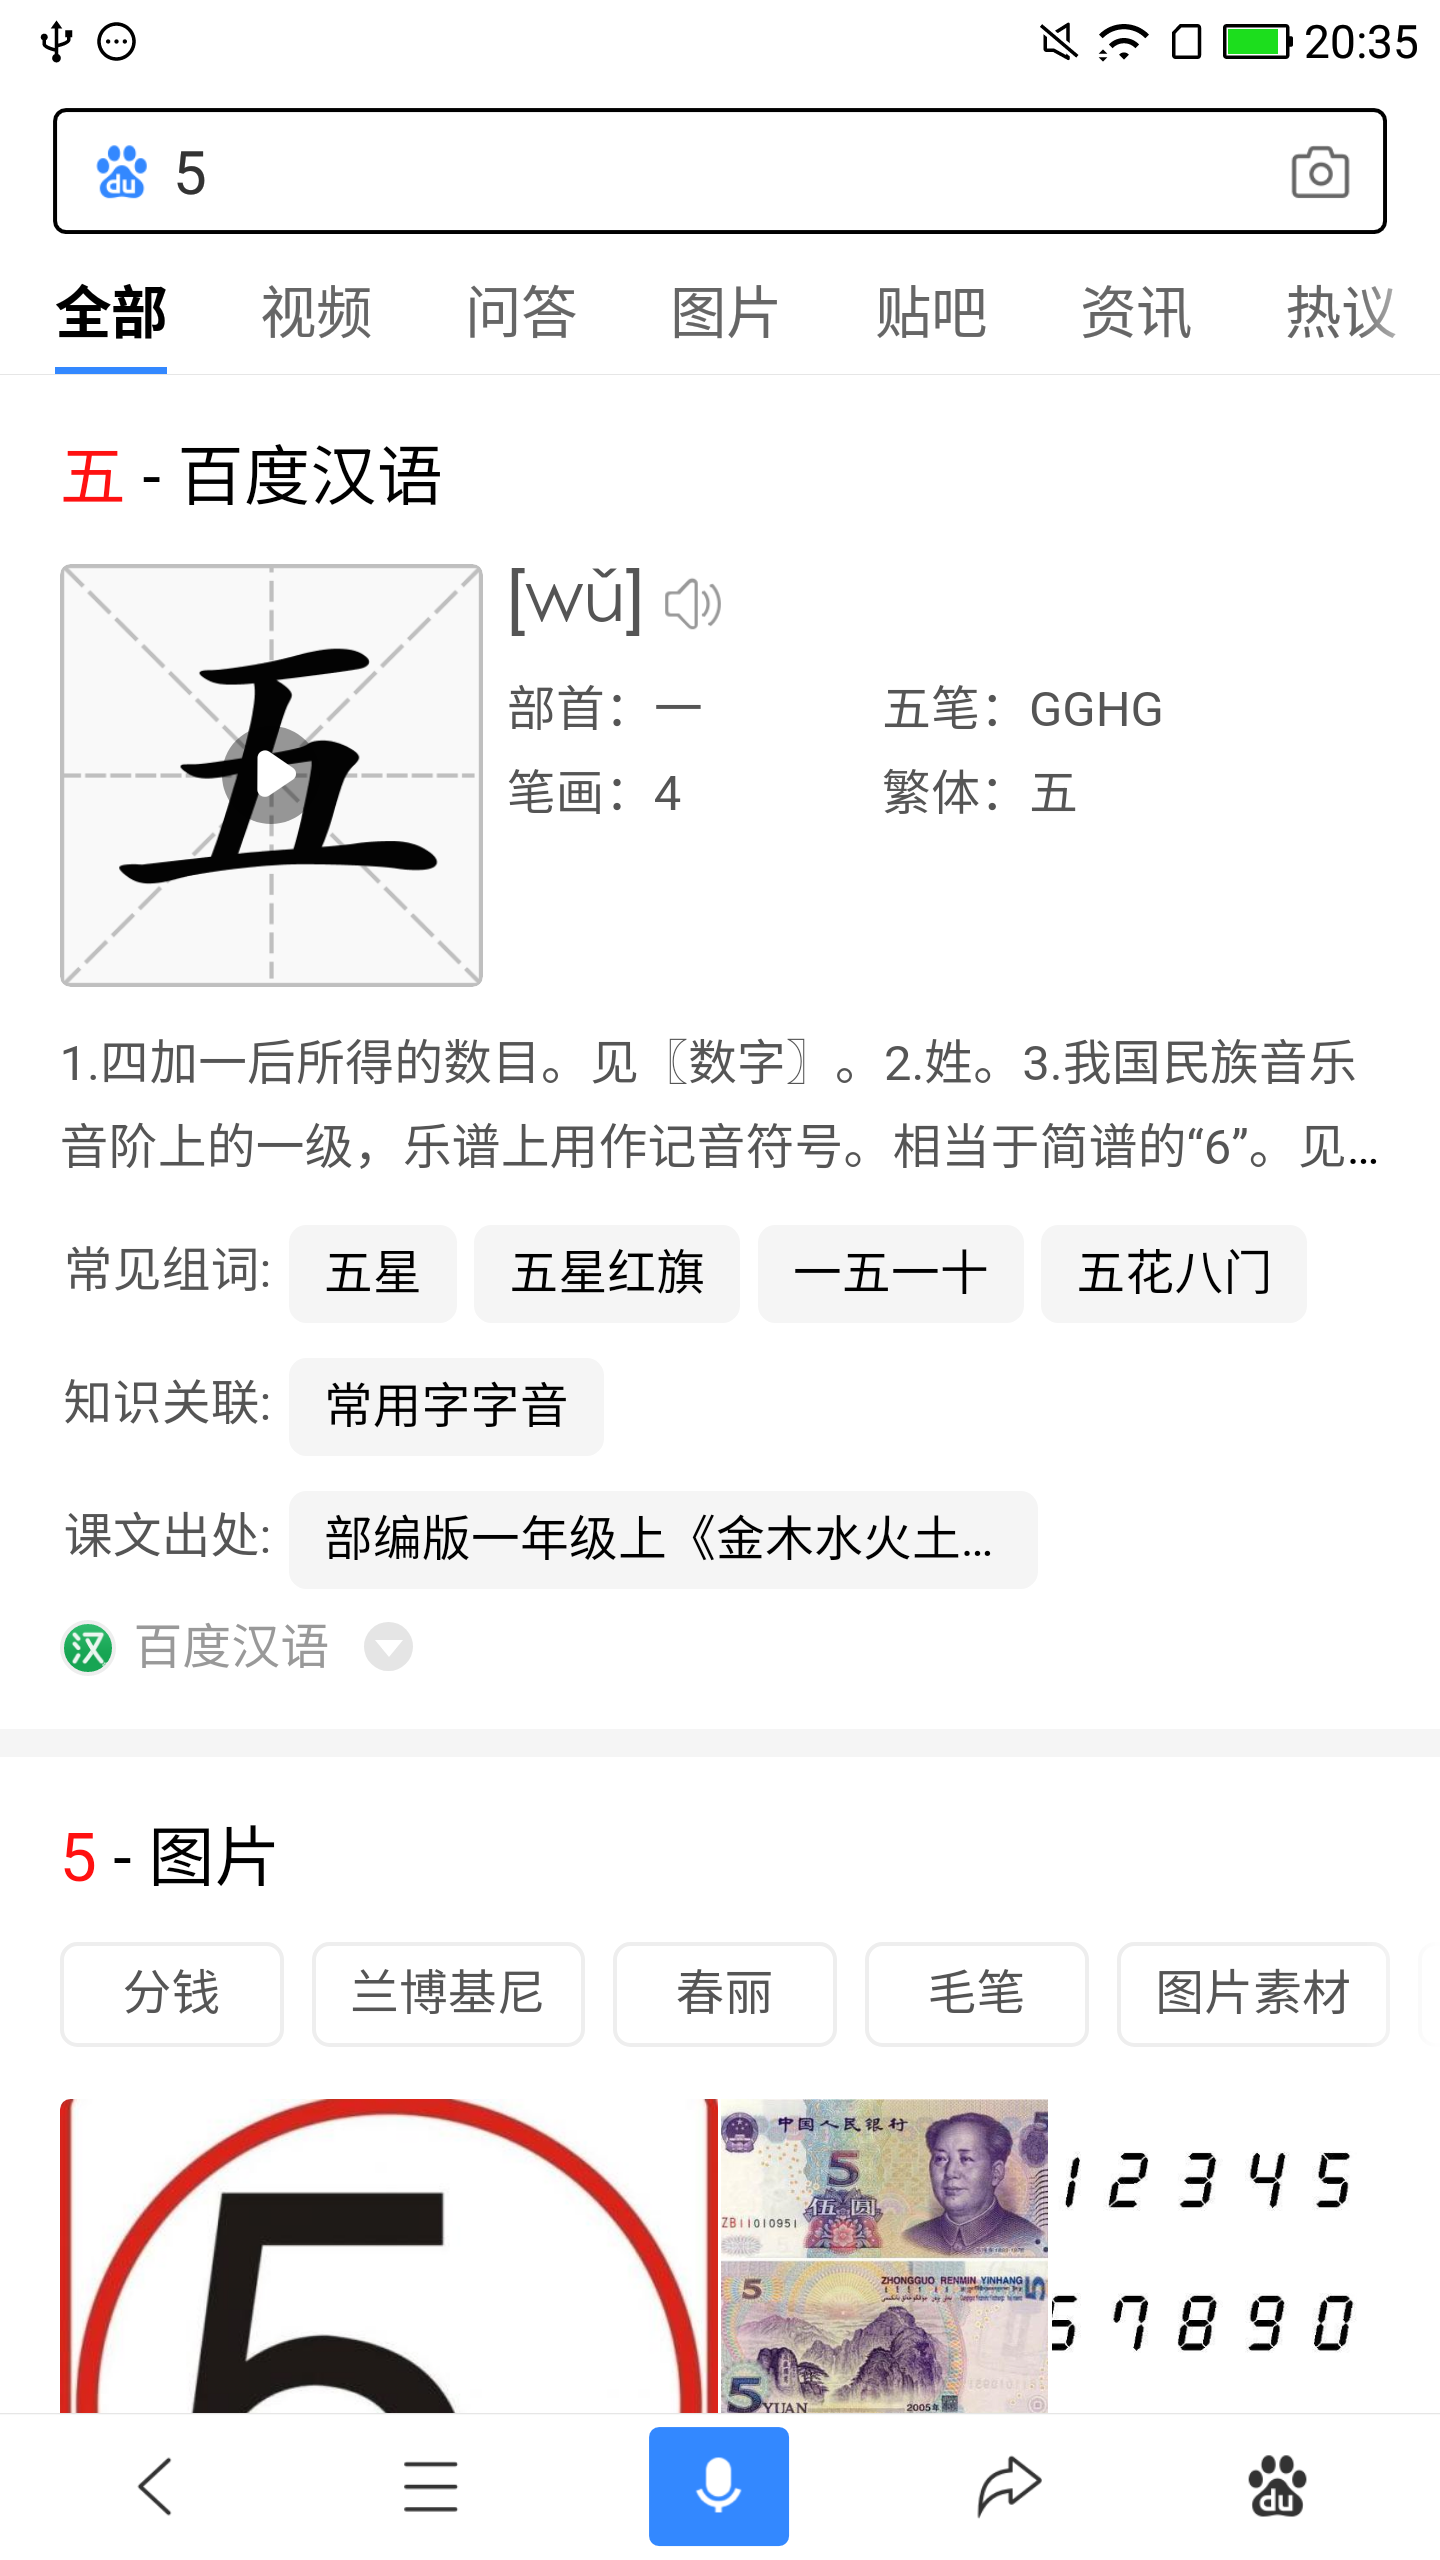 20:35
du 5
全部 视频 问答 图片 贴吧 资讯 热议
五 - 百度汉语
五
[wǔ]
部首：一 五笔：GGHG
笔画：4 繁体：五
1.四加一后所得的数目。见〖数字〗。2.姓。3.我国民族音乐
音阶上的一级，乐谱上用作记音符号。相当于简谱的“6”。见...
常见组词: 五星 五星红旗 一五一十 五花八门
知识关联: 常用字字音
课文出处: 部编版一年级上《金木水火土...
汉 百度汉语
5 - 图片
分钱 兰博基尼 春丽 毛笔 图片素材
5
中国人民银行
5
伍圆
ZB11010951
5 ZHONGGUO RENMIN YINHANG
5 YUAN 2005年
1 2 3 4 5
6 7 8 9 0
du